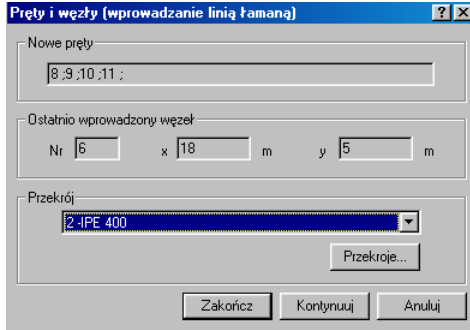 Pręty i węzły (wprowadzanie linią łamaną)
Nowe pręty
8 ;9 ;10 ;11 ;
Ostatnio wprowadzony węzeł
Nr 6 x 18 m y 5 m
Przekrój
2 -IPE 400
Przekroje...
Zakończ Kontynuuj Anuluj